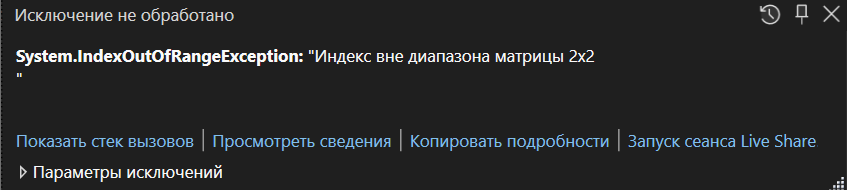 Исключение не обработано
System.IndexOutOfRangeException: "Индекс вне диапазона матрицы 2x2
"
Показать стек вызовов | Просмотреть сведения | Копировать подробности | Запуск сеанса Live Share
Параметры исключений